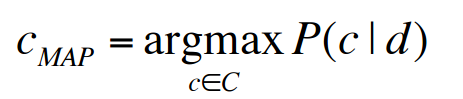 c_MAP = argmax P(c | d)
c∈C